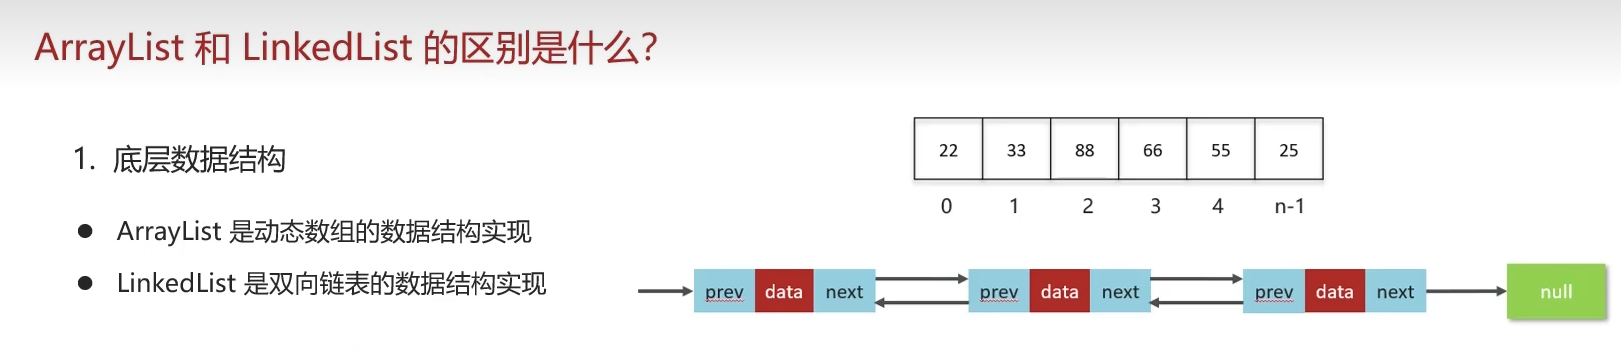 ArrayList 和 LinkedList 的区别是什么?
1. 底层数据结构
● ArrayList 是动态数组的数据结构实现
● LinkedList 是双向链表的数据结构实现
22 33 88 66 55 25
0 1 2 3 4 n-1
prev data next prev data next prev data next null